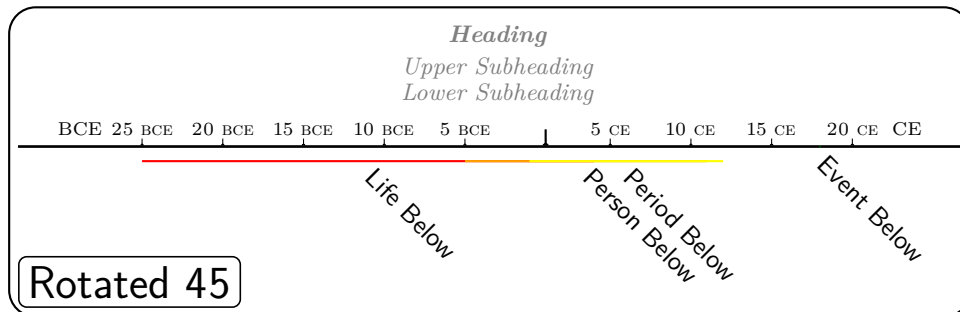 Heading
Upper Subheading
Lower Subheading
BCE 25 BCE 20 BCE 15 BCE 10 BCE 5 BCE 5 CE 10 CE 15 CE 20 CE CE
Life Below
Person Below
Period Below
Event Below
Rotated 45